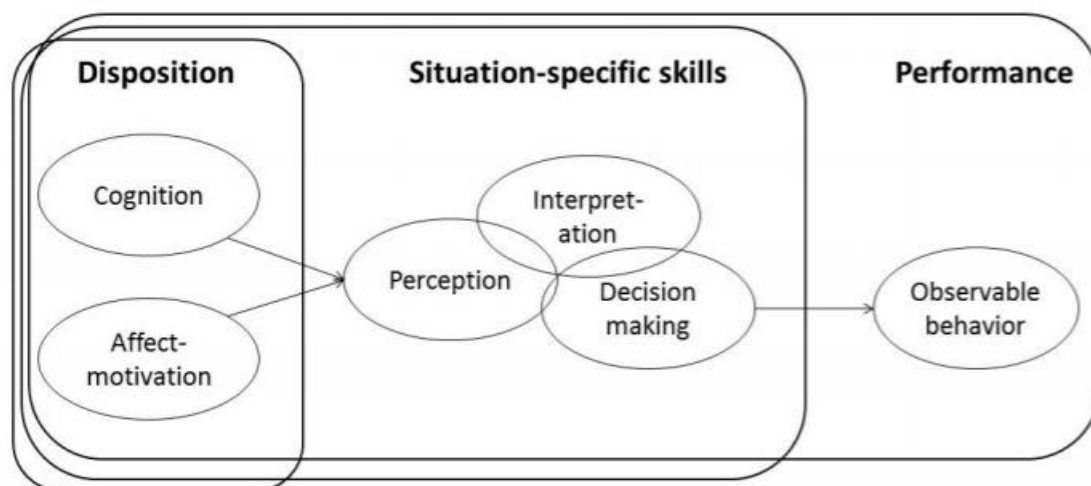 Disposition
Situation-specific skills
Performance
Cognition
Affect-
motivation
Perception
Interpret-
ation
Decision
making
Observable
behavior